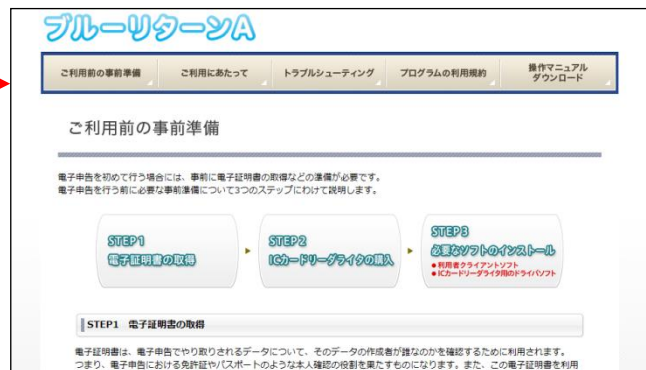 ブルーリターンA
ご利用前の事前準備
ご利用にあたって
トラブルシューティング
プログラムの利用規約
操作マニュアル
ダウンロード
ご利用前の事前準備
電子申告を初めて行う場合には、事前に電子証明書の取得などの準備が必要です。
電子申告を行う前に必要な事前準備について3つのステップにわけて説明します。
STEP1
電子証明書の取得
STEP2
ICカードリーダライタの購入
STEP3
必要なソフトのインストール
●利用者クライアントソフト
●ICカードリーダライタ用のドライバソフト
STEP1 電子証明書の取得
電子証明書は、電子申告でやり取りされるデータについて、そのデータの作成者が誰なのかを確認するために利用されます。
つまり、電子申告における免許証やパスポートのような本人確認の役割を果たすものになります。また、この電子証明書を利用